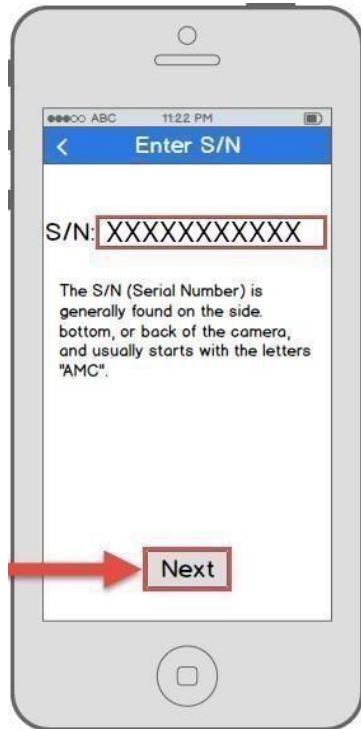 ABC 11:22 PM
< Enter S/N
S/N: XXXXXXXXXXX
The S/N (Serial Number) is
generally found on the side.
bottom, or back of the camera,
and usually starts with the letters
"AMC".
Next